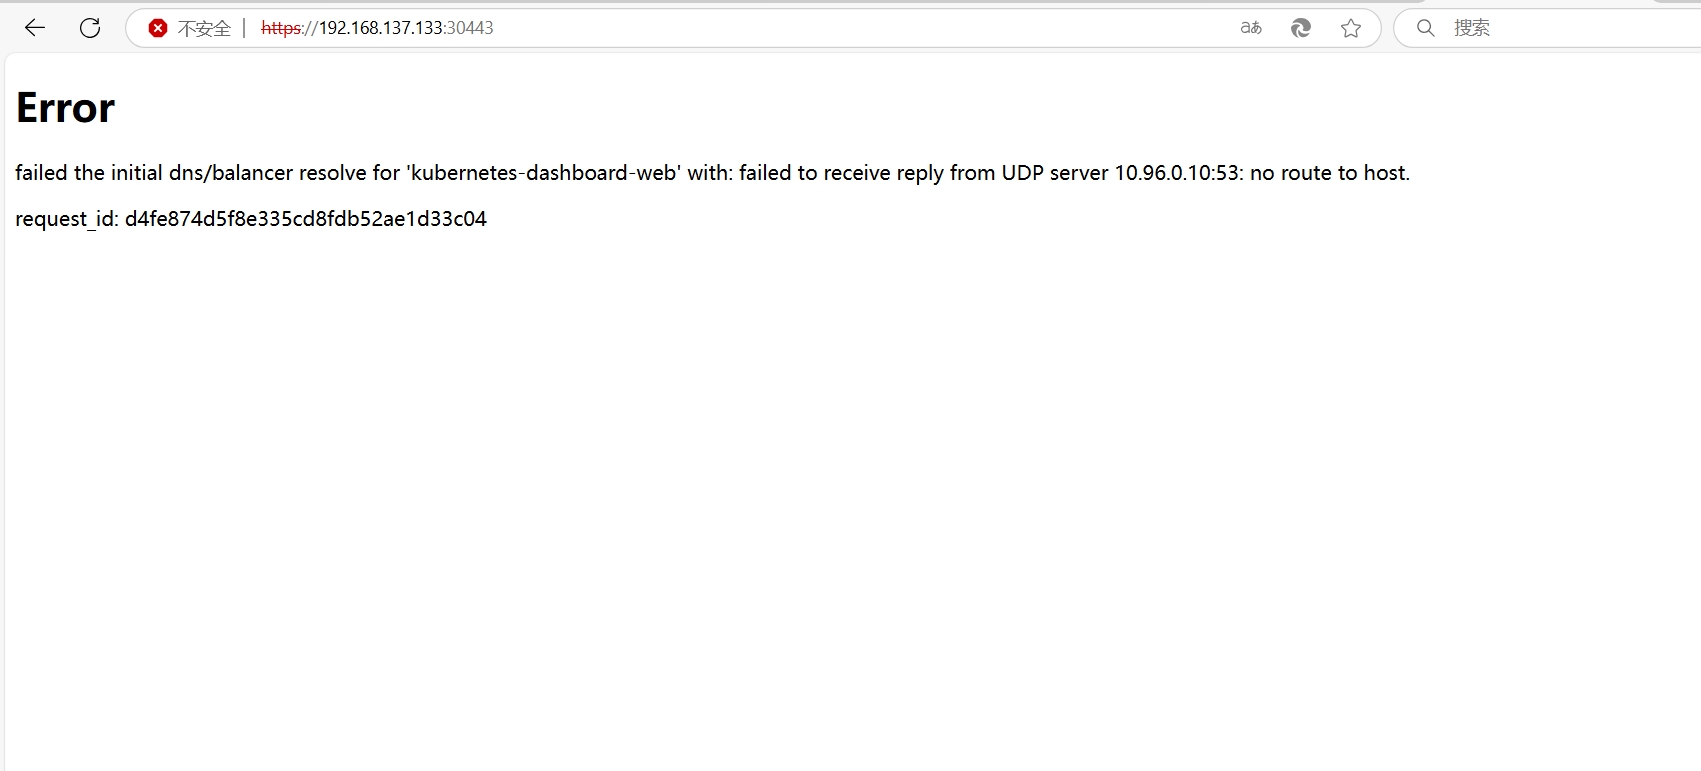 不安全 https://192.168.137.133:30443 aあ 搜索
Error
failed the initial dns/balancer resolve for 'kubernetes-dashboard-web' with: failed to receive reply from UDP server 10.96.0.10:53: no route to host.
request_id: d4fe874d5f8e335cd8fdb52ae1d33c04